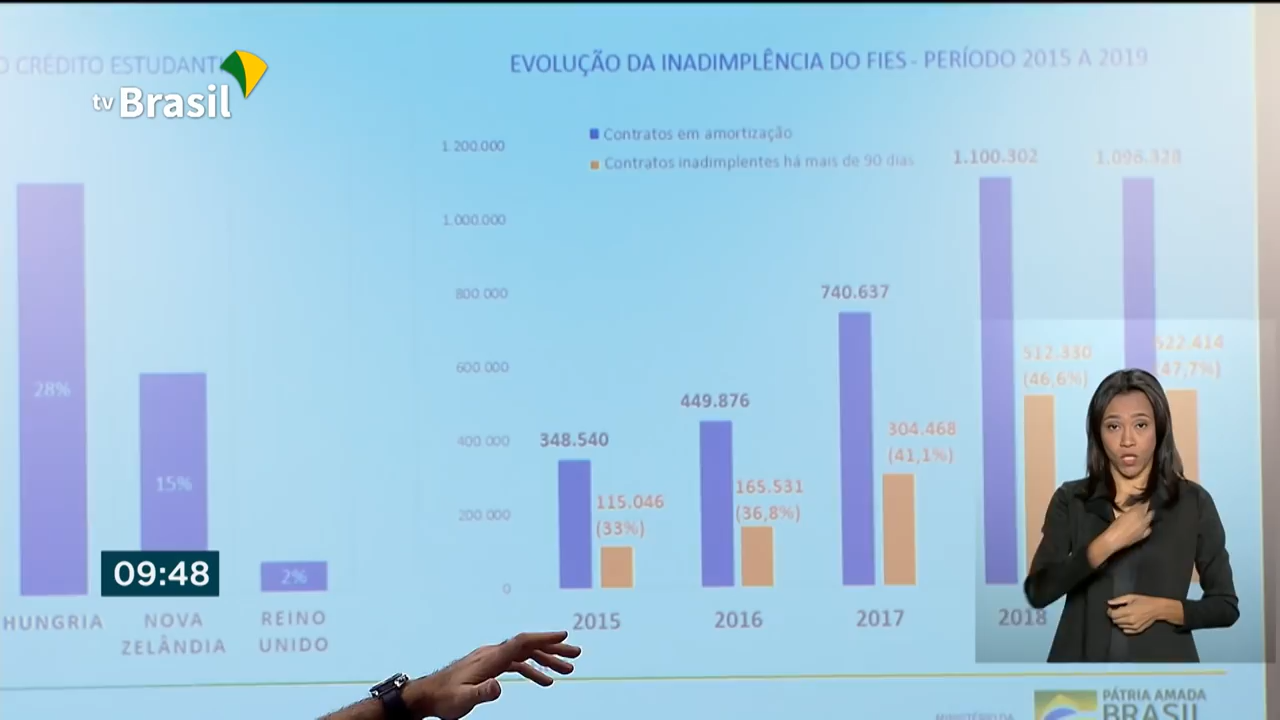 O CRÉDITO ESTUDANT
tv Brasil
28%
15%
2%
HUNGRIA
NOVA
ZELÂNDIA
REINO
UNIDO
09:48
EVOLUÇÃO DA INADIMPLÊNCIA DO FIES - PERÍODO 2015 A 2019
Contratos em amortização
Contratos inadimplentes há mais de 90 dias
1.200.000
1.000.000
800.000
600.000
400.000
200.000
0
348.540
115.046
(33%)
449.876
165.531
(36,8%)
740.637
304.468
(41,1%)
1.100.302
512.330
(46,6%)
522.414
47,7%)
2015
2016
2017
2018
PÁTRIA AMADA
BRASIL